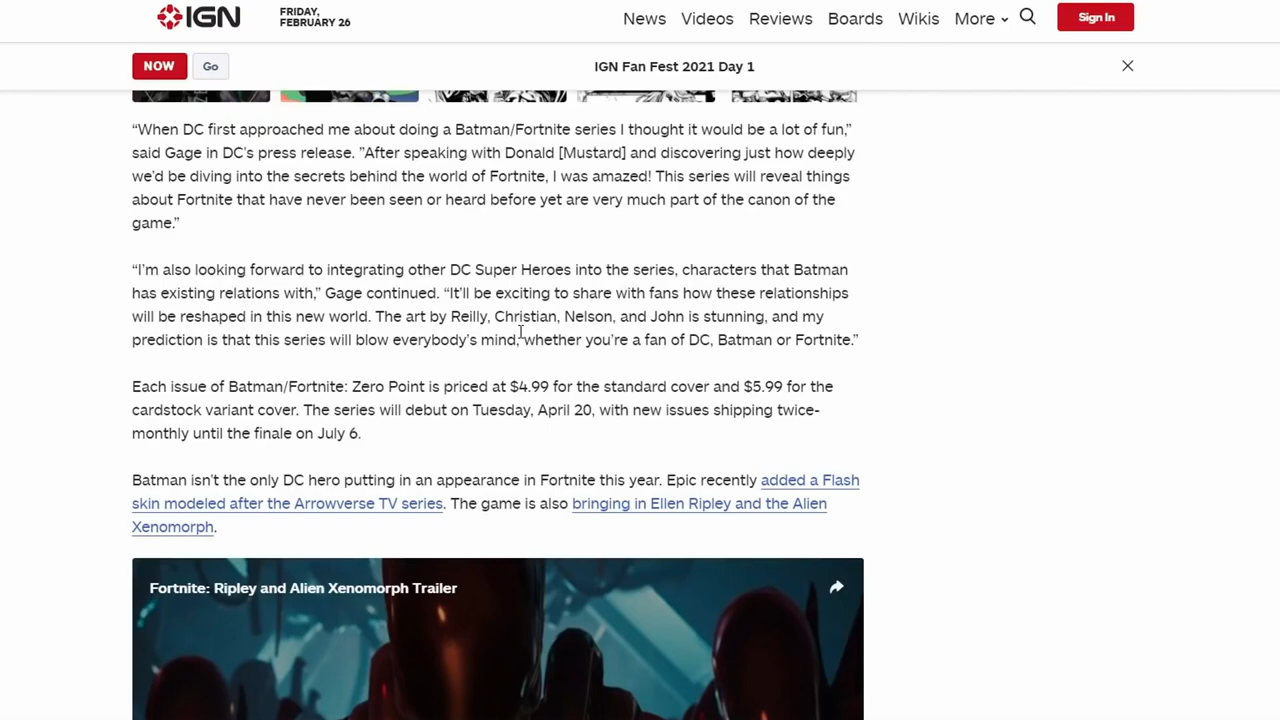 IGN
FRIDAY,
FEBRUARY 26
News Videos Reviews Boards Wikis More
Sign In
NOW Go IGN Fan Fest 2021 Day 1
“When DC first approached me about doing a Batman/Fortnite series I thought it would be a lot of fun,”
said Gage in DC’s press release. ”After speaking with Donald [Mustard] and discovering just how deeply
we’d be diving into the secrets behind the world of Fortnite, I was amazed! This series will reveal things
about Fortnite that have never been seen or heard before yet are very much part of the canon of the
game.”
“I’m also looking forward to integrating other DC Super Heroes into the series, characters that Batman
has existing relations with,” Gage continued. “It’ll be exciting to share with fans how these relationships
will be reshaped in this new world. The art by Reilly, Christian, Nelson, and John is stunning, and my
prediction is that this series will blow everybody’s mind, whether you’re a fan of DC, Batman or Fortnite.”
Each issue of Batman/Fortnite: Zero Point is priced at $4.99 for the standard cover and $5.99 for the
cardstock variant cover. The series will debut on Tuesday, April 20, with new issues shipping twice-
monthly until the finale on July 6.
Batman isn’t the only DC hero putting in an appearance in Fortnite this year. Epic recently added a Flash
skin modeled after the Arrowverse TV series. The game is also bringing in Ellen Ripley and the Alien
Xenomorph.
Fortnite: Ripley and Alien Xenomorph Trailer